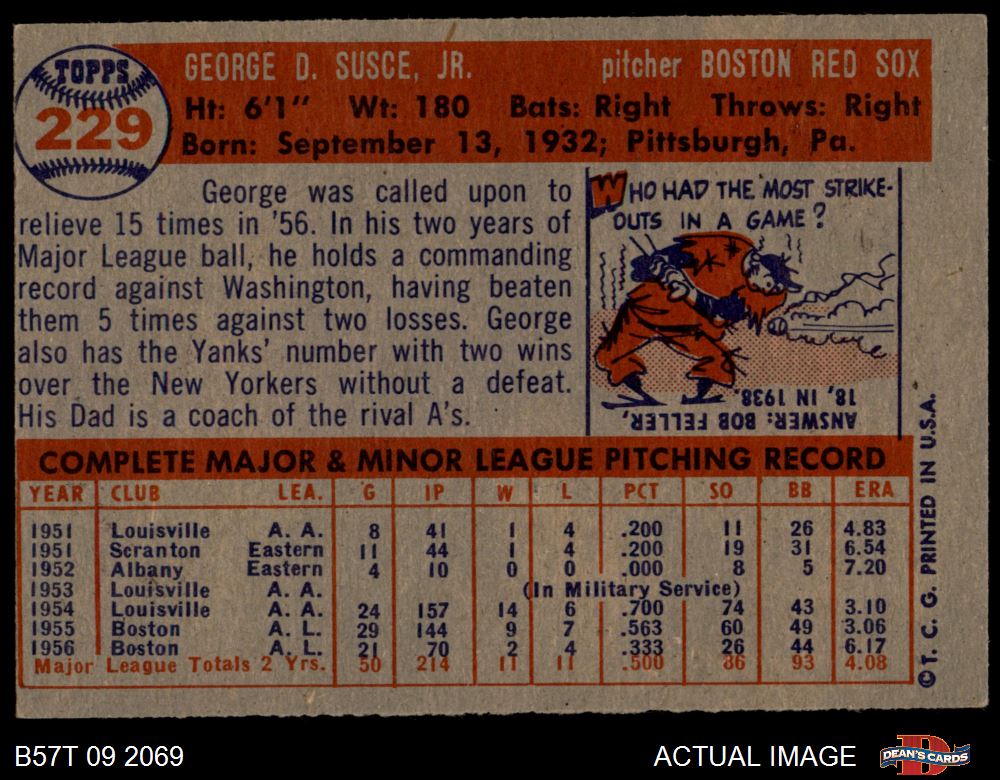 TOPPS
229
GEORGE D. SUSCE, JR. pitcher BOSTON RED SOX
Ht: 6'1" Wt: 180 Bats: Right Throws: Right
Born: September 13, 1932; Pittsburgh, Pa.
George was called upon to
relieve 15 times in '56. In his two years of
Major League ball, he holds a commanding
record against Washington, having beaten
them 5 times against two losses. George
also has the Yanks' number with two wins
over the New Yorkers without a defeat.
His Dad is a coach of the rival A's.
WHO HAD THE MOST STRIKE-
OUTS IN A GAME?
ANSWER: BOB FELLER,
18, IN 1938.
COMPLETE MAJOR & MINOR LEAGUE PITCHING RECORD
YEAR CLUB LEA. G IP W L PCT SO BB ERA
1951 Louisville A. A. 8 41 1 4 .200 11 26 4.83
1951 Scranton Eastern 11 44 1 4 .200 19 31 6.54
1952 Albany Eastern 4 10 0 0 .000 8 5 7.20
1953 Louisville A. A. (In Military Service)
1954 Louisville A. A. 24 157 14 6 .700 74 43 3.10
1955 Boston A. L. 29 144 9 7 .563 60 49 3.06
1956 Boston A. L. 21 70 2 4 .333 26 44 6.17
Major League Totals 2 Yrs. 50 214 11 11 .500 86 93 4.08
© T. C. G. PRINTED IN U.S.A.
B57T 09 2069 ACTUAL IMAGE DEAN'S CARDS